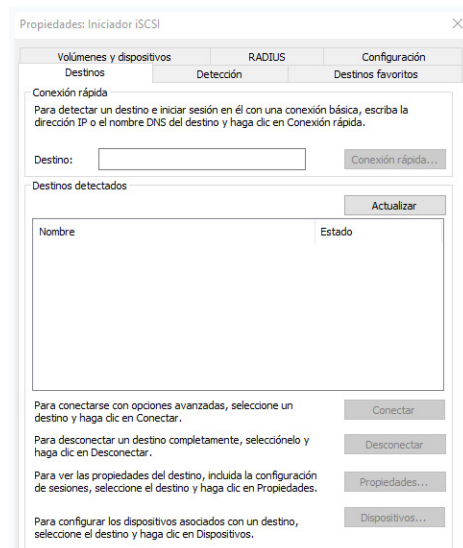 Propiedades: Iniciador iSCSI
Volúmenes y dispositivos RADIUS Configuración
Destinos Detección Destinos favoritos
Conexión rápida
Para detectar un destino e iniciar sesión en él con una conexión básica, escriba la
dirección IP o el nombre DNS del destino y haga clic en Conexión rápida.
Destino: Conexión rápida...
Destinos detectados
Actualizar
Nombre Estado
Para conectarse con opciones avanzadas, seleccione un
destino y haga clic en Conectar.
Conectar
Para desconectar un destino completamente, selecciónelo y
haga clic en Desconectar.
Desconectar
Para ver las propiedades del destino, incluida la configuración
de sesiones, seleccione el destino y haga clic en Propiedades.
Propiedades...
Para configurar los dispositivos asociados con un destino,
seleccione el destino y haga clic en Dispositivos.
Dispositivos...